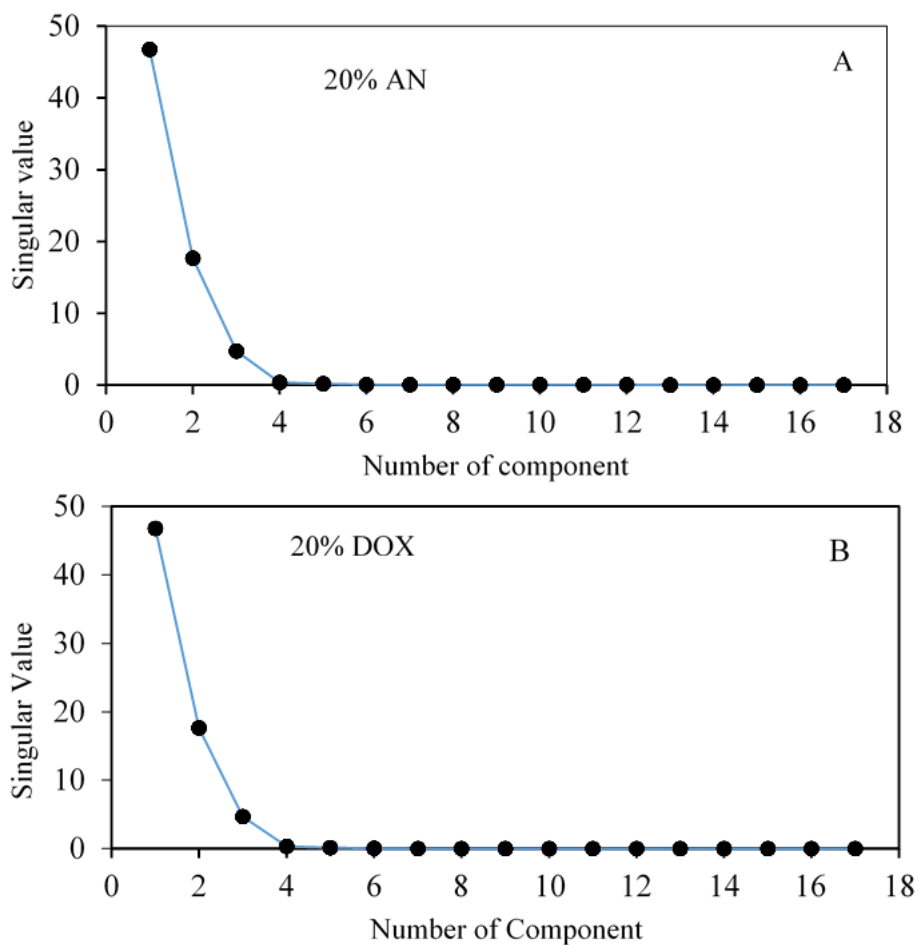 50
40
30
20
10
0
Singular value
20% AN
A
0 2 4 6 8 10 12 14 16 18
Number of component
50
40
30
20
10
0
Singular Value
20% DOX
B
0 2 4 6 8 10 12 14 16 18
Number of Component